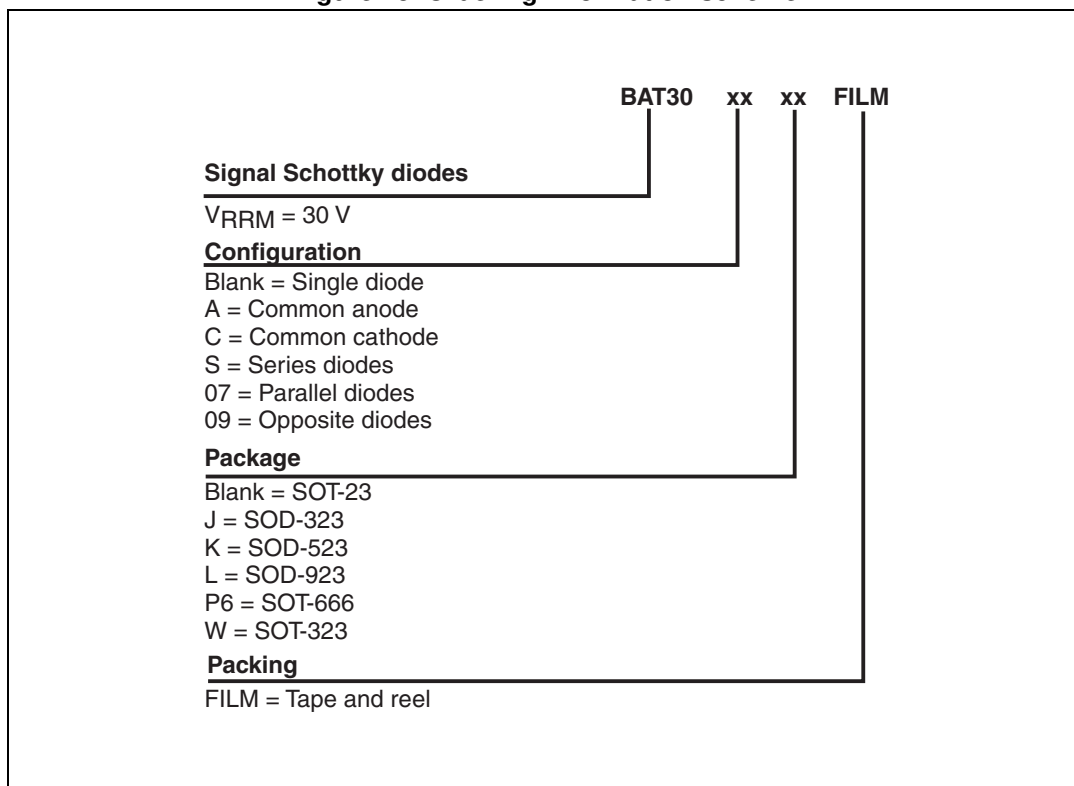 BAT30 xx xx FILM
Signal Schottky diodes
VRRM = 30 V
Configuration
Blank = Single diode
A = Common anode
C = Common cathode
S = Series diodes
07 = Parallel diodes
09 = Opposite diodes
Package
Blank = SOT-23
J = SOD-323
K = SOD-523
L = SOD-923
P6 = SOT-666
W = SOT-323
Packing
FILM = Tape and reel